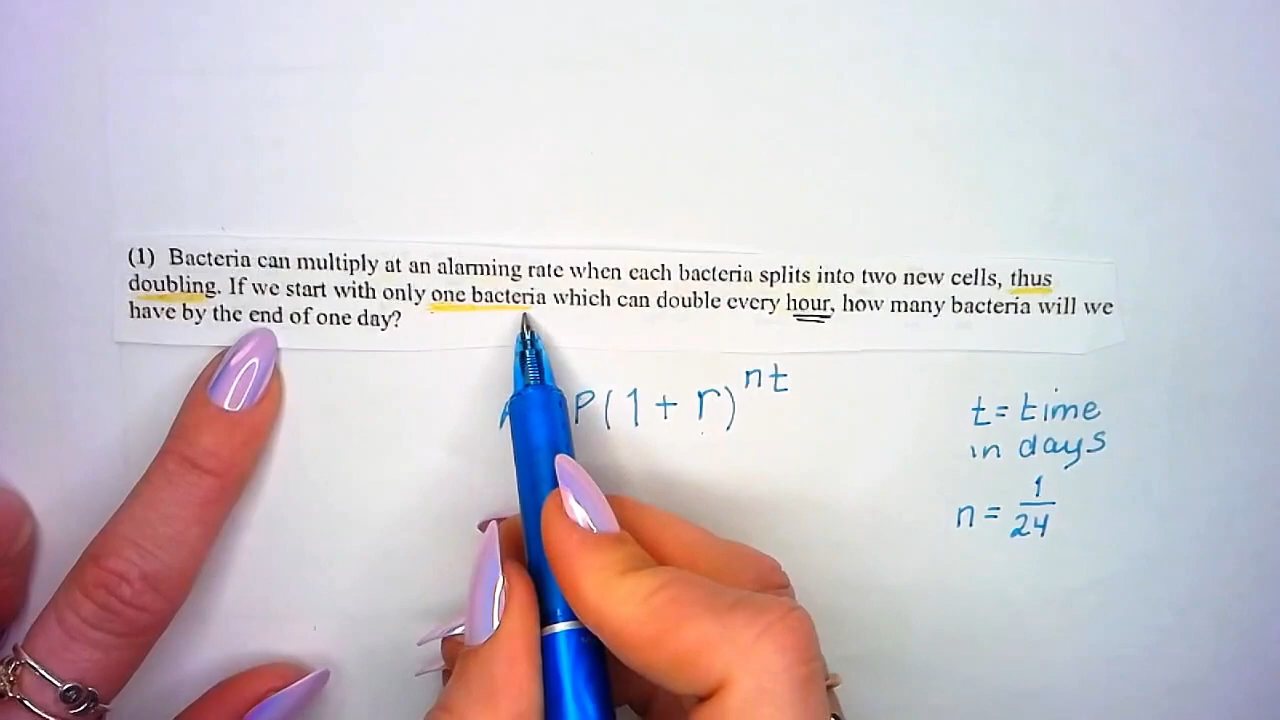 (1) Bacteria can multiply at an alarming rate when each bacteria splits into two new cells, thus
doubling. If we start with only one bacteria which can double every hour, how many bacteria will we
have by the end of one day?
P(1 + r)^nt
t = time
in days
n = 1/24